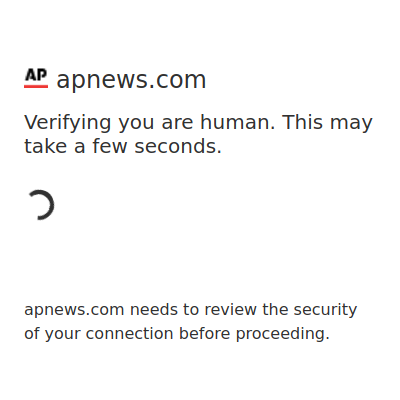 AP apnews.com
Verifying you are human. This may
take a few seconds.
apnews.com needs to review the security
of your connection before proceeding.